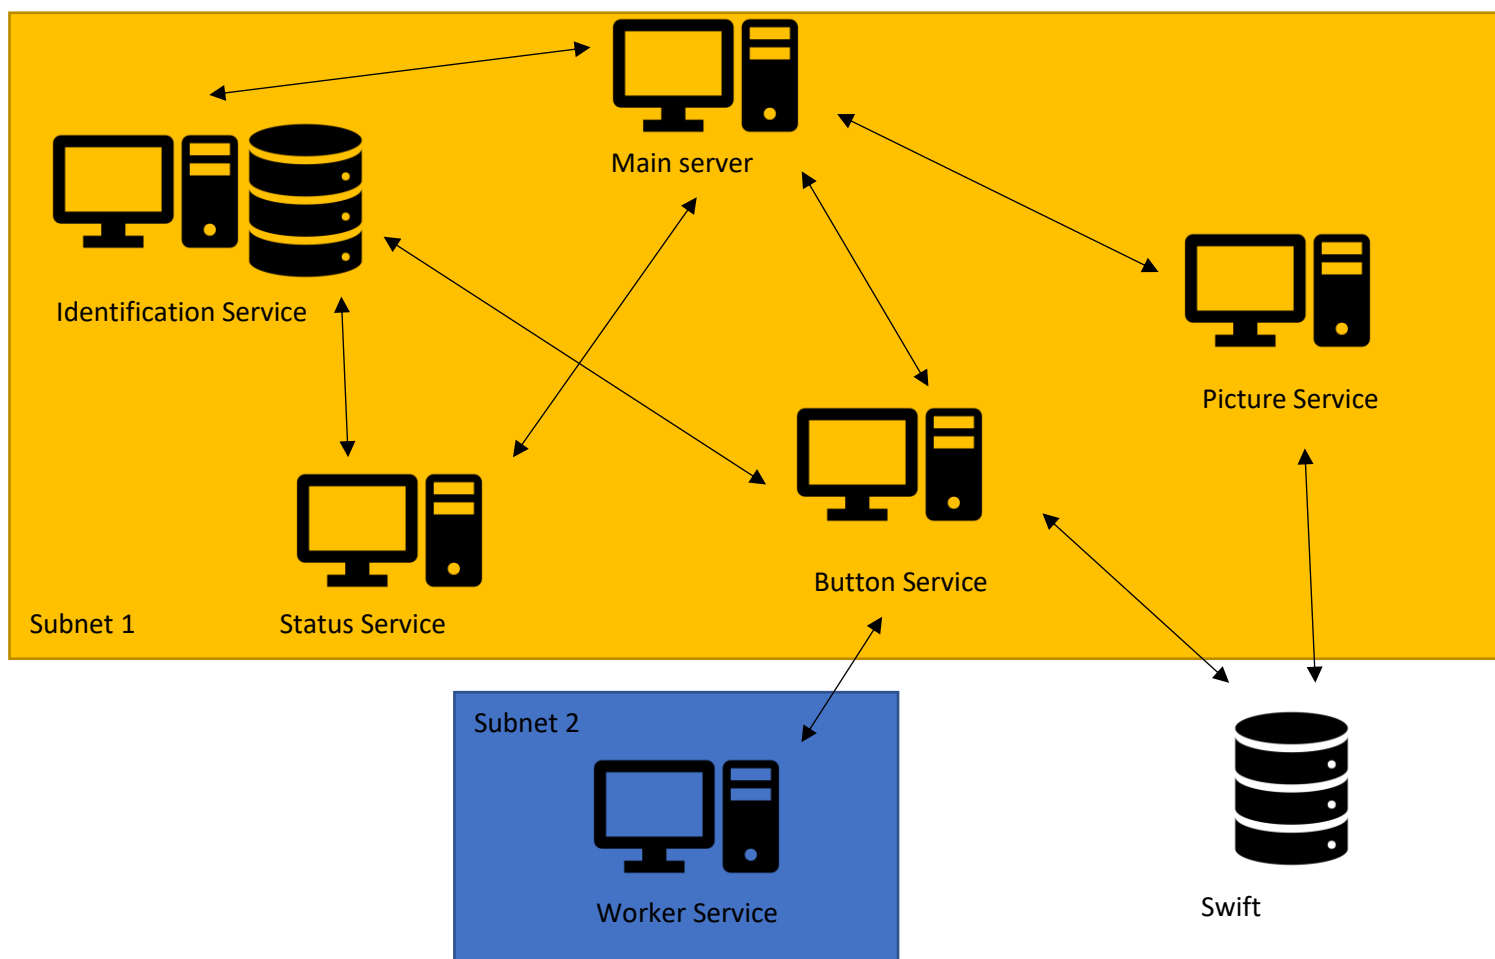 Main server
Identification Service
Picture Service
Button Service
Subnet 1
Status Service
Subnet 2
Worker Service
Swift